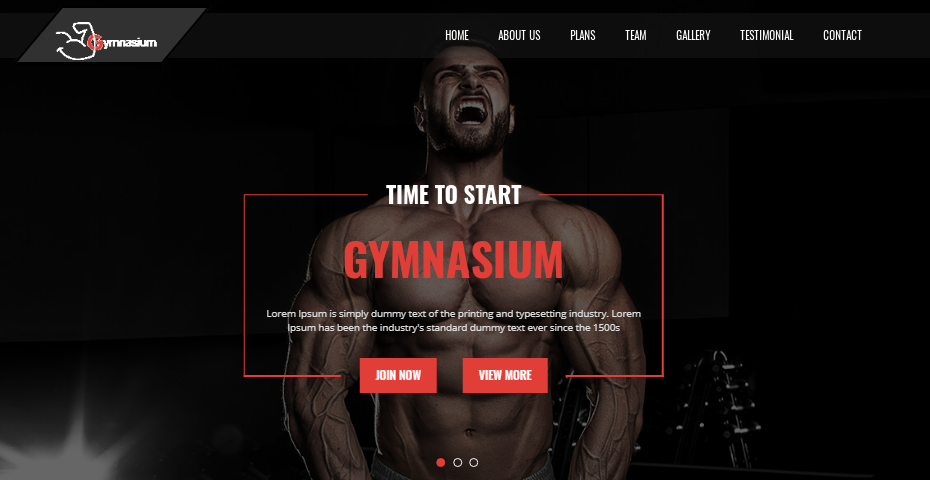 Gymnasium
HOME ABOUT US PLANS TEAM GALLERY TESTIMONIAL CONTACT
TIME TO START
GYMNASIUM
Lorem Ipsum is simply dummy text of the printing and typesetting industry. Lorem
Ipsum has been the industry's standard dummy text ever since the 1500s
JOIN NOW VIEW MORE